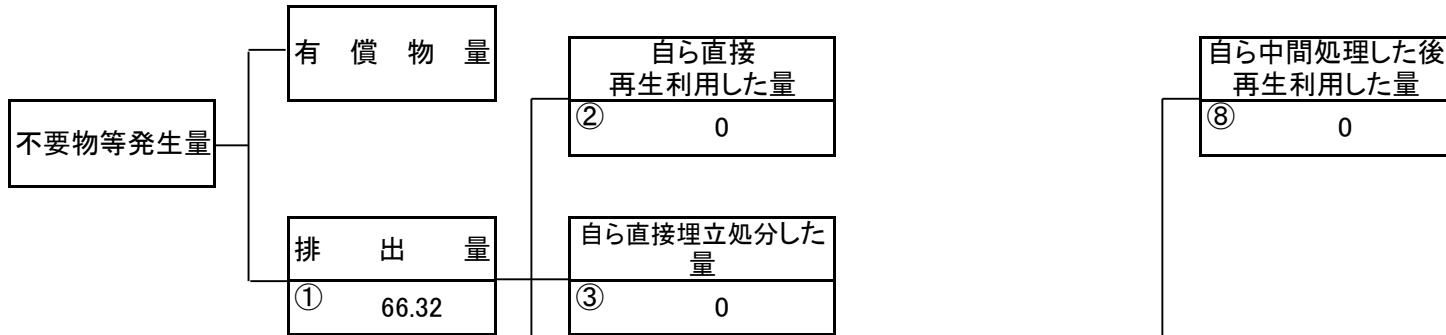 有償物量
自ら直接
再生利用した量
②
0
自ら中間処理した後
再生利用した量
⑧
0
不要物等発生量
排出量
①
66.32
自ら直接埋立処分した
量
③
0